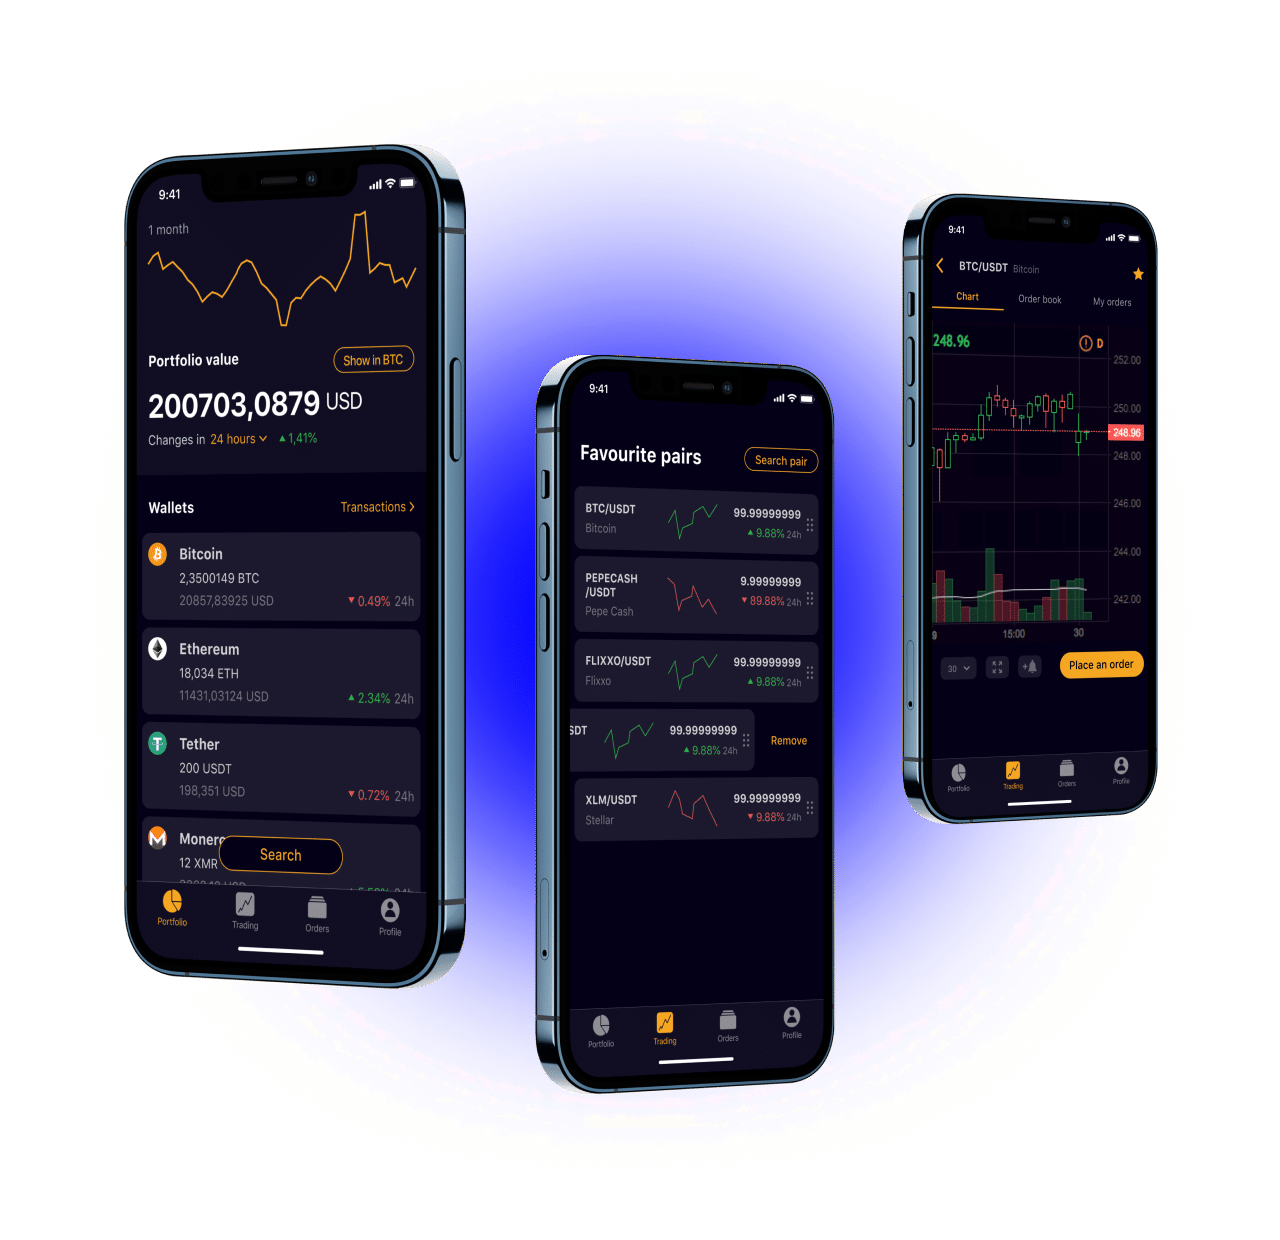 9:41
1 month
Portfolio value
Show in BTC
200703,0879 USD
Changes in 24 hours ▲ 1,41%
Wallets
Transactions
Bitcoin
2,3500149 BTC
20857,83925 USD
▼ 0.49% 24h
Ethereum
18,034 ETH
11431,03124 USD
▲ 2.34% 24h
Tether
200 USDT
198,351 USD
▼ 0.72% 24h
Monero
12 XMR
Search
Portfolio
Trading
Orders
Profile
9:41
Favourite pairs
Search pair
BTC/USDT
Bitcoin
99.99999999
▲ 9.88% 24h
PEPECASH
/USDT
Pepe Cash
9.99999999
▼ 89.88% 24h
FLIXXO/USDT
Flixxo
99.99999999
▲ 9.88% 24h
SDT
99.99999999
▲ 9.88% 24h
Remove
XLM/USDT
Stellar
99.99999999
▼ 9.88% 24h
Portfolio
Trading
Orders
Profile
9:41
BTC/USDT Bitcoin
Chart
Order book
My orders
248.96
D
252.00
250.00
248.96
248.00
246.00
244.00
242.00
9
15:00
30
30
Place an order
Portfolio
Trading
Orders
Profile